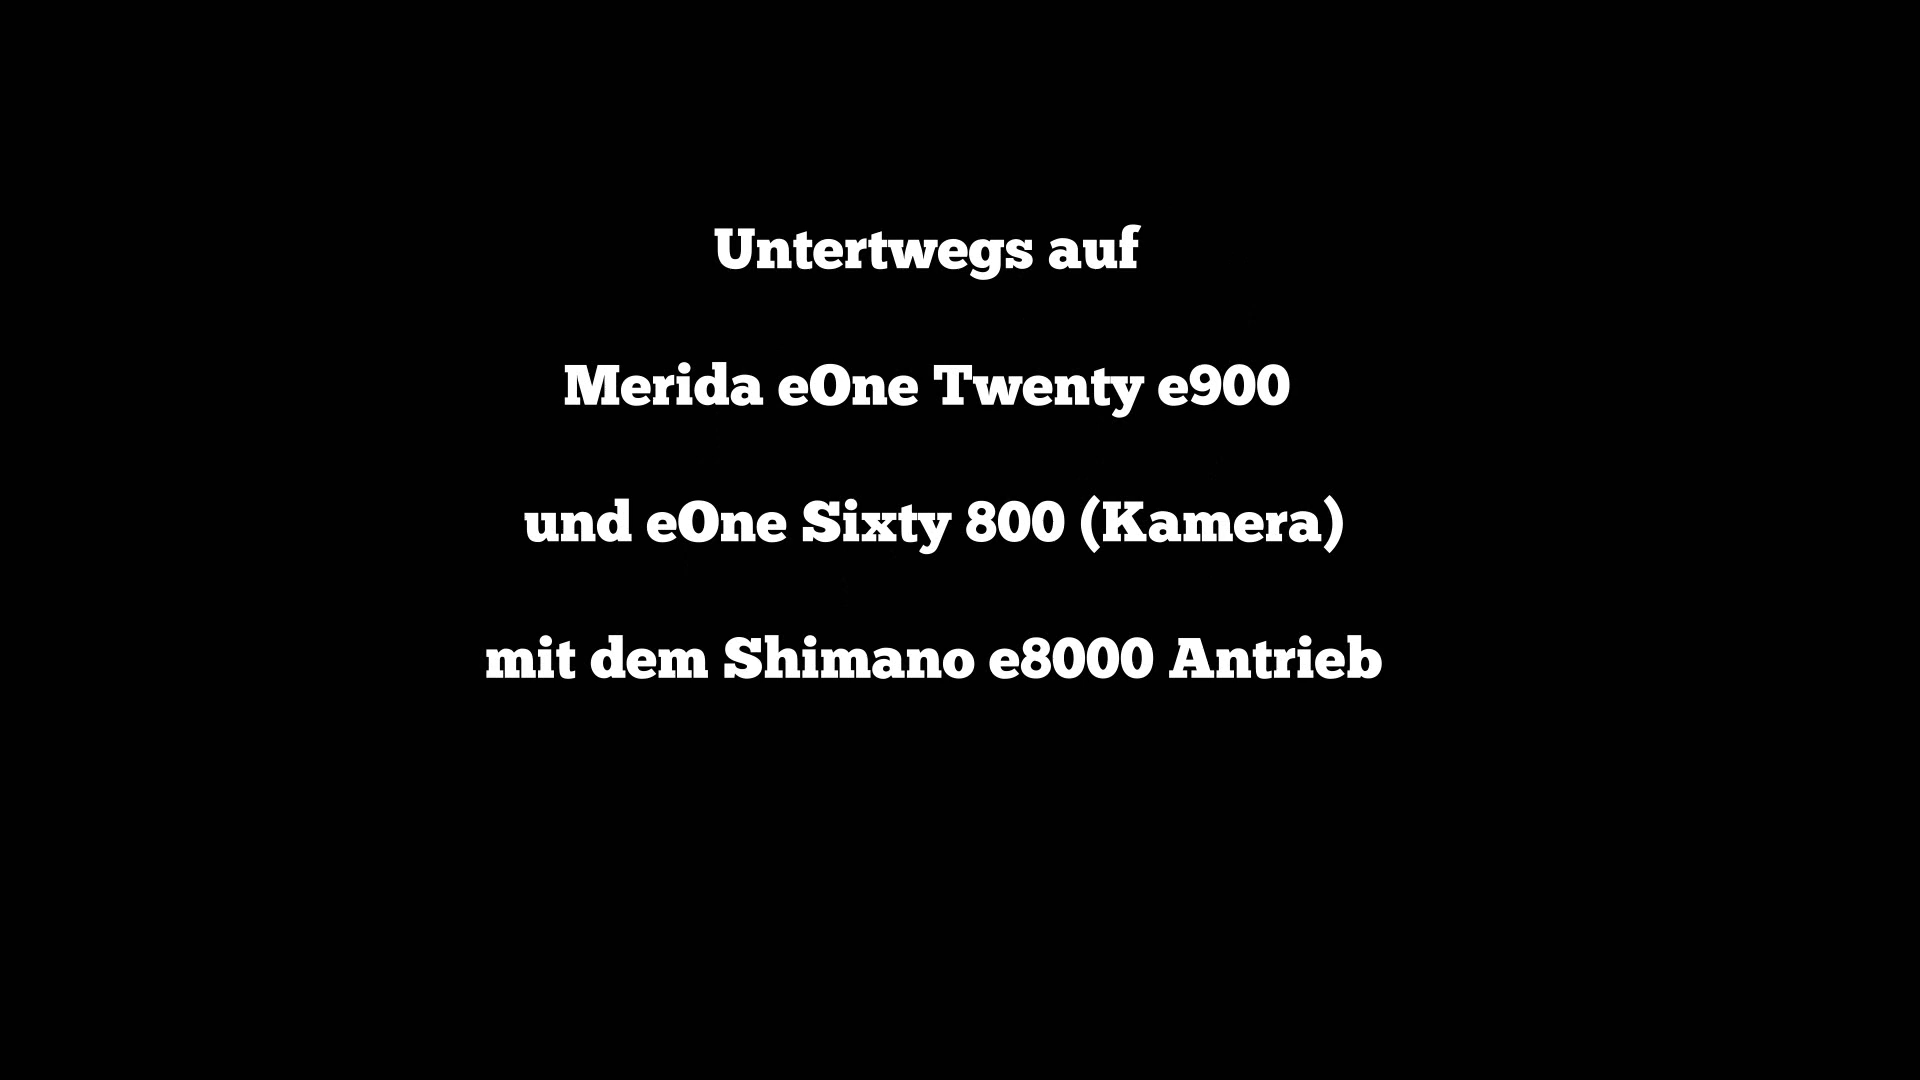 Untertwegs auf
Merida eOne Twenty e900
und eOne Sixty 800 (Kamera)
mit dem Shimano e8000 Antrieb